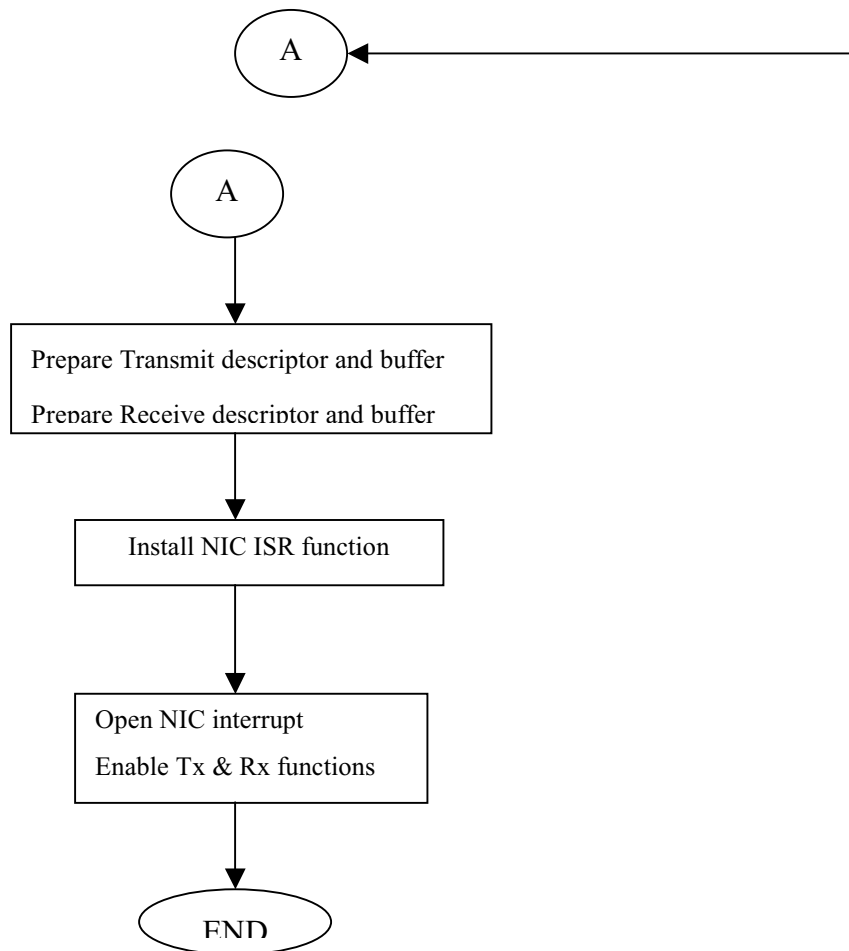 A
A
Prepare Transmit descriptor and buffer
Prepare Receive descriptor and buffer
Install NIC ISR function
Open NIC interrupt
Enable Tx & Rx functions
END